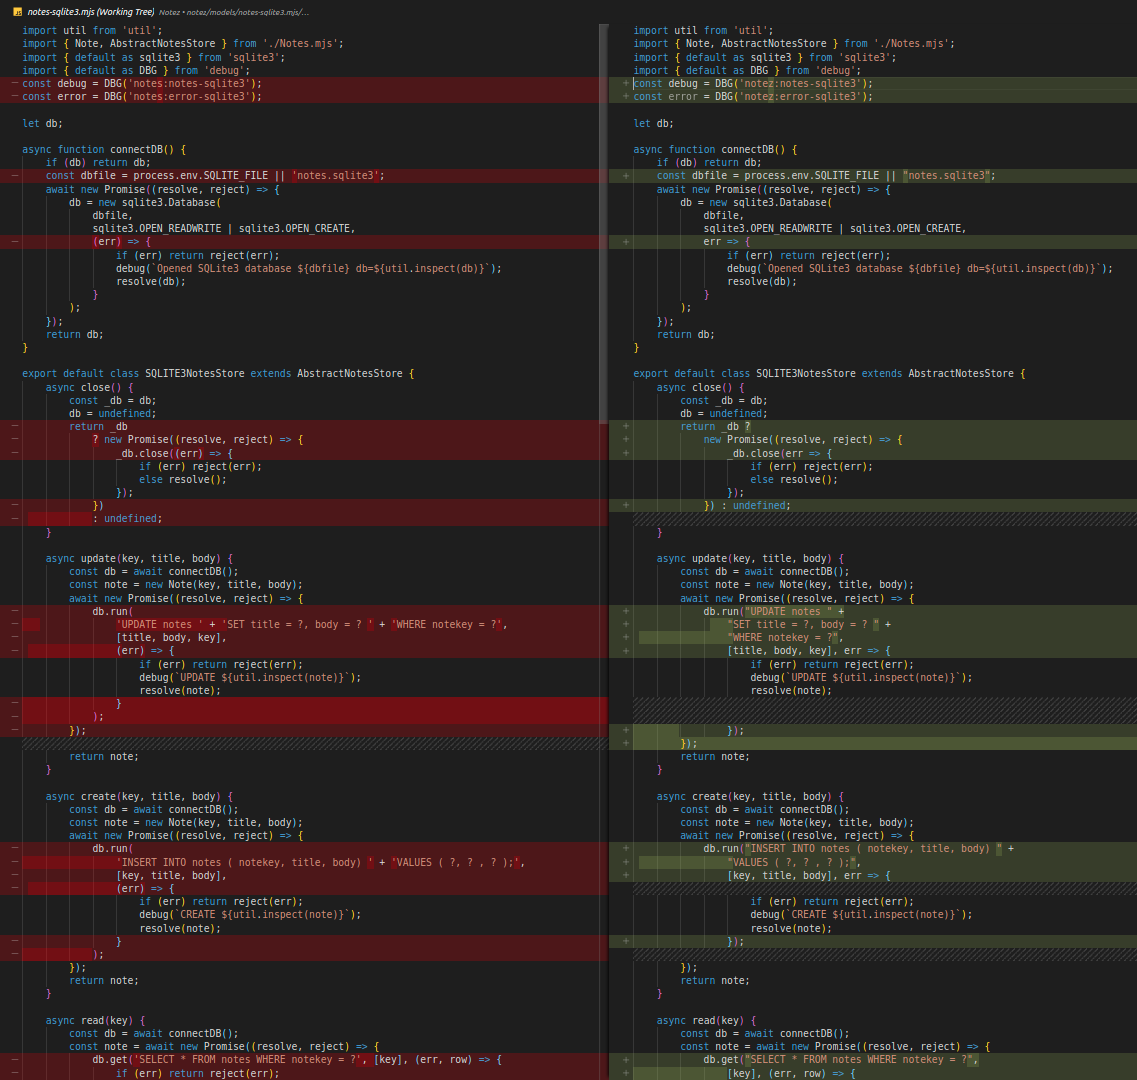 JS notes-sqlite3.mjs (Working Tree) Notez • notez/models/notes-sqlite3.mjs/...
import util from 'util';
import { Note, AbstractNotesStore } from './Notes.mjs';
import { default as sqlite3 } from 'sqlite3';
import { default as DBG } from 'debug';
const debug = DBG('notes:notes-sqlite3');
const error = DBG('notes:error-sqlite3');
let db;
async function connectDB() {
if (db) return db;
const dbfile = process.env.SQLITE_FILE || 'notes.sqlite3';
await new Promise((resolve, reject) => {
db = new sqlite3.Database(
dbfile,
sqlite3.OPEN_READWRITE | sqlite3.OPEN_CREATE,
(err) => {
if (err) return reject(err);
debug(`Opened SQLite3 database ${dbfile} db=${util.inspect(db)}`);
resolve(db);
}
);
});
return db;
}
export default class SQLITE3NotesStore extends AbstractNotesStore {
async close() {
const _db = db;
db = undefined;
return _db
? new Promise((resolve, reject) => {
_db.close((err) => {
if (err) reject(err);
else resolve();
});
})
: undefined;
}
async update(key, title, body) {
const db = await connectDB();
const note = new Note(key, title, body);
await new Promise((resolve, reject) => {
db.run(
'UPDATE notes ' + 'SET title = ?, body = ? ' + 'WHERE notekey = ?',
[title, body, key],
(err) => {
if (err) return reject(err);
debug(`UPDATE ${util.inspect(note)}`);
resolve(note);
}
);
});
return note;
}
async create(key, title, body) {
const db = await connectDB();
const note = new Note(key, title, body);
await new Promise((resolve, reject) => {
db.run(
'INSERT INTO notes ( notekey, title, body) ' + 'VALUES ( ?, ? , ? );',
[key, title, body],
(err) => {
if (err) return reject(err);
debug(`CREATE ${util.inspect(note)}`);
resolve(note);
}
);
});
return note;
}
async read(key) {
const db = await connectDB();
const note = await new Promise((resolve, reject) => {
db.get('SELECT * FROM notes WHERE notekey = ?', [key], (err, row) => {
if (err) return reject(err);
import util from 'util';
import { Note, AbstractNotesStore } from './Notes.mjs';
import { default as sqlite3 } from 'sqlite3';
import { default as DBG } from 'debug';
const debug = DBG('notez:notes-sqlite3');
const error = DBG('notez:error-sqlite3');
let db;
async function connectDB() {
if (db) return db;
const dbfile = process.env.SQLITE_FILE || "notes.sqlite3";
await new Promise((resolve, reject) => {
db = new sqlite3.Database(
dbfile,
sqlite3.OPEN_READWRITE | sqlite3.OPEN_CREATE,
err => {
if (err) return reject(err);
debug(`Opened SQLite3 database ${dbfile} db=${util.inspect(db)}`);
resolve(db);
}
);
});
return db;
}
export default class SQLITE3NotesStore extends AbstractNotesStore {
async close() {
const _db = db;
db = undefined;
return _db ?
new Promise((resolve, reject) => {
_db.close(err => {
if (err) reject(err);
else resolve();
});
}) : undefined;
}
async update(key, title, body) {
const db = await connectDB();
const note = new Note(key, title, body);
await new Promise((resolve, reject) => {
db.run("UPDATE notes " +
"SET title = ?, body = ? " +
"WHERE notekey = ?",
[title, body, key], err => {
if (err) return reject(err);
debug(`UPDATE ${util.inspect(note)}`);
resolve(note);
});
});
return note;
}
async create(key, title, body) {
const db = await connectDB();
const note = new Note(key, title, body);
await new Promise((resolve, reject) => {
db.run("INSERT INTO notes ( notekey, title, body) " +
"VALUES ( ?, ? , ? );",
[key, title, body], err => {
if (err) return reject(err);
debug(`CREATE ${util.inspect(note)}`);
resolve(note);
});
});
return note;
}
async read(key) {
const db = await connectDB();
const note = await new Promise((resolve, reject) => {
db.get("SELECT * FROM notes WHERE notekey = ?",
[key], (err, row) => {